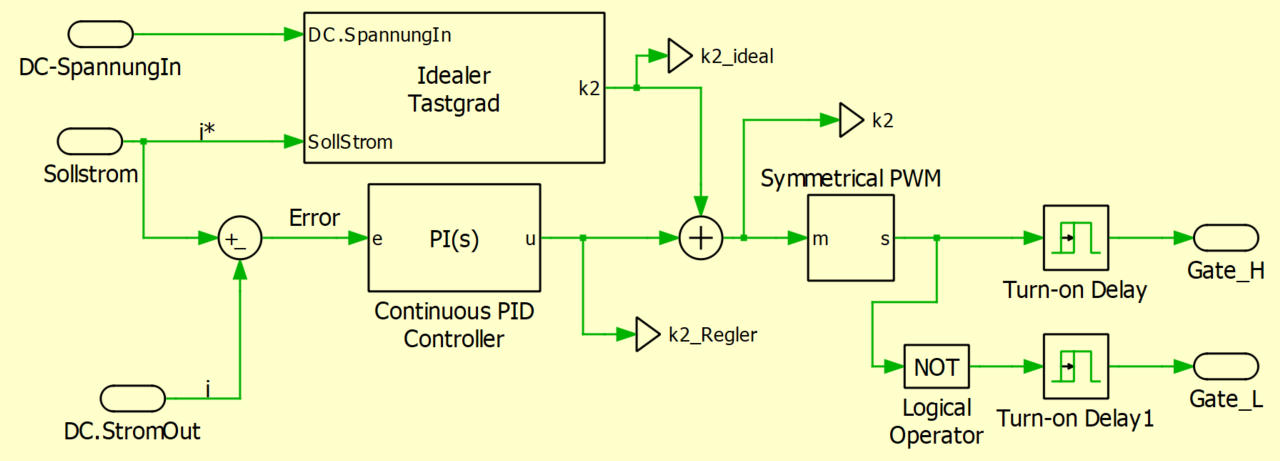 DC-SpannungIn
DC.SpannungIn
Idealer
Tastgrad
k2
k2_ideal
Sollstrom
i*
SollStrom
k2
Symmetrical PWM
Error
+
_
e
PI(s)
u
+
m
s
Continuous PID
Controller
k2_Regler
Turn-on Delay
Gate_H
i
DC.StromOut
NOT
Logical
Operator
Turn-on Delay1
Gate_L